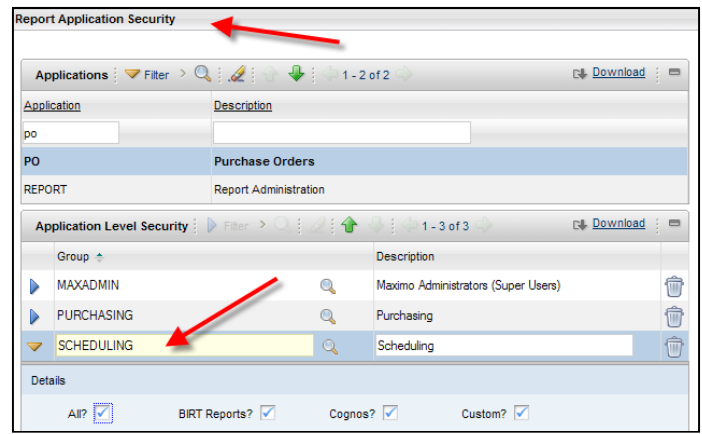 Report Application Security
Applications Filter > 1 - 2 of 2 Download
Application Description
po
PO Purchase Orders
REPORT Report Administration
Application Level Security Filter > 1 - 3 of 3 Download
Group Description
MAXADMIN Maximo Administrators (Super Users)
PURCHASING Purchasing
SCHEDULING Scheduling
Details
All? BIRT Reports? Cognos? Custom?